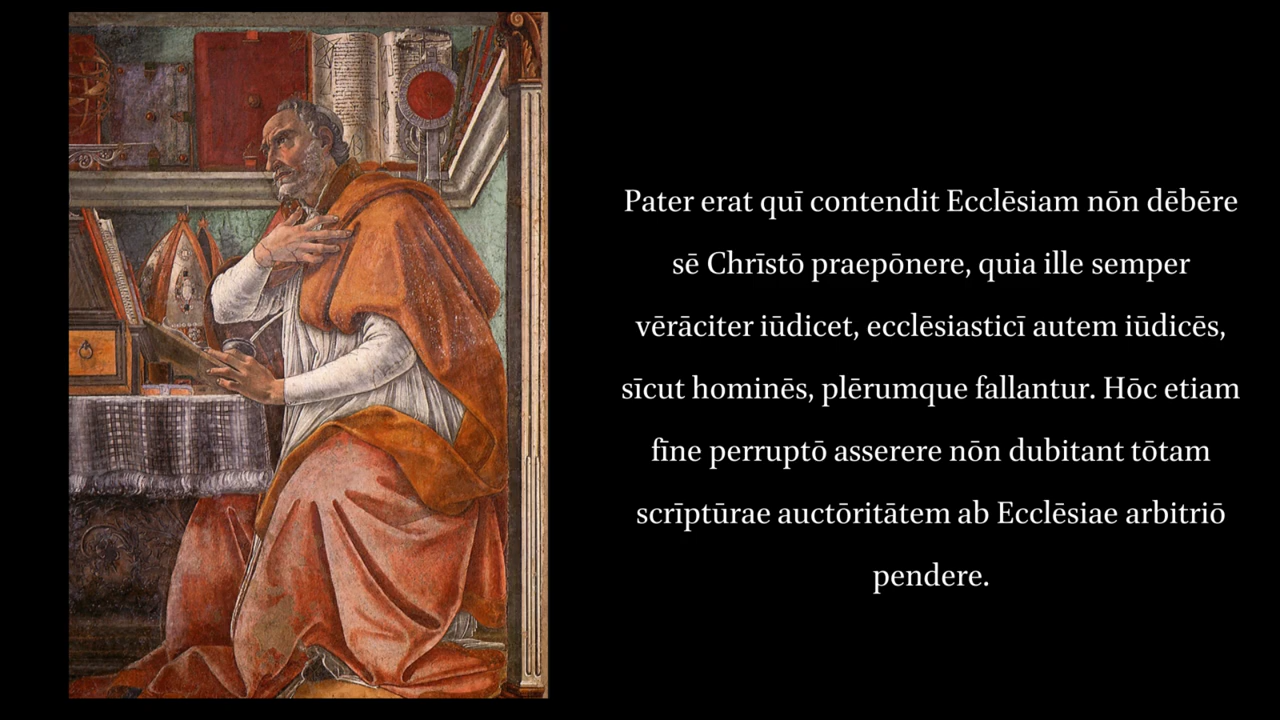 Pater erat quī contendit Ecclēsiam nōn dēbēre
sē Chrīstō praepōnere, quia ille semper
vērāciter iūdicet, ecclēsiasticī autem iūdicēs,
sīcut hominēs, plērumque fallantur. Hōc etiam
fīne perruptō asserere nōn dubitant tōtam
scrīptūrae auctōritātem ab Ecclēsiae arbitriō
pendere.